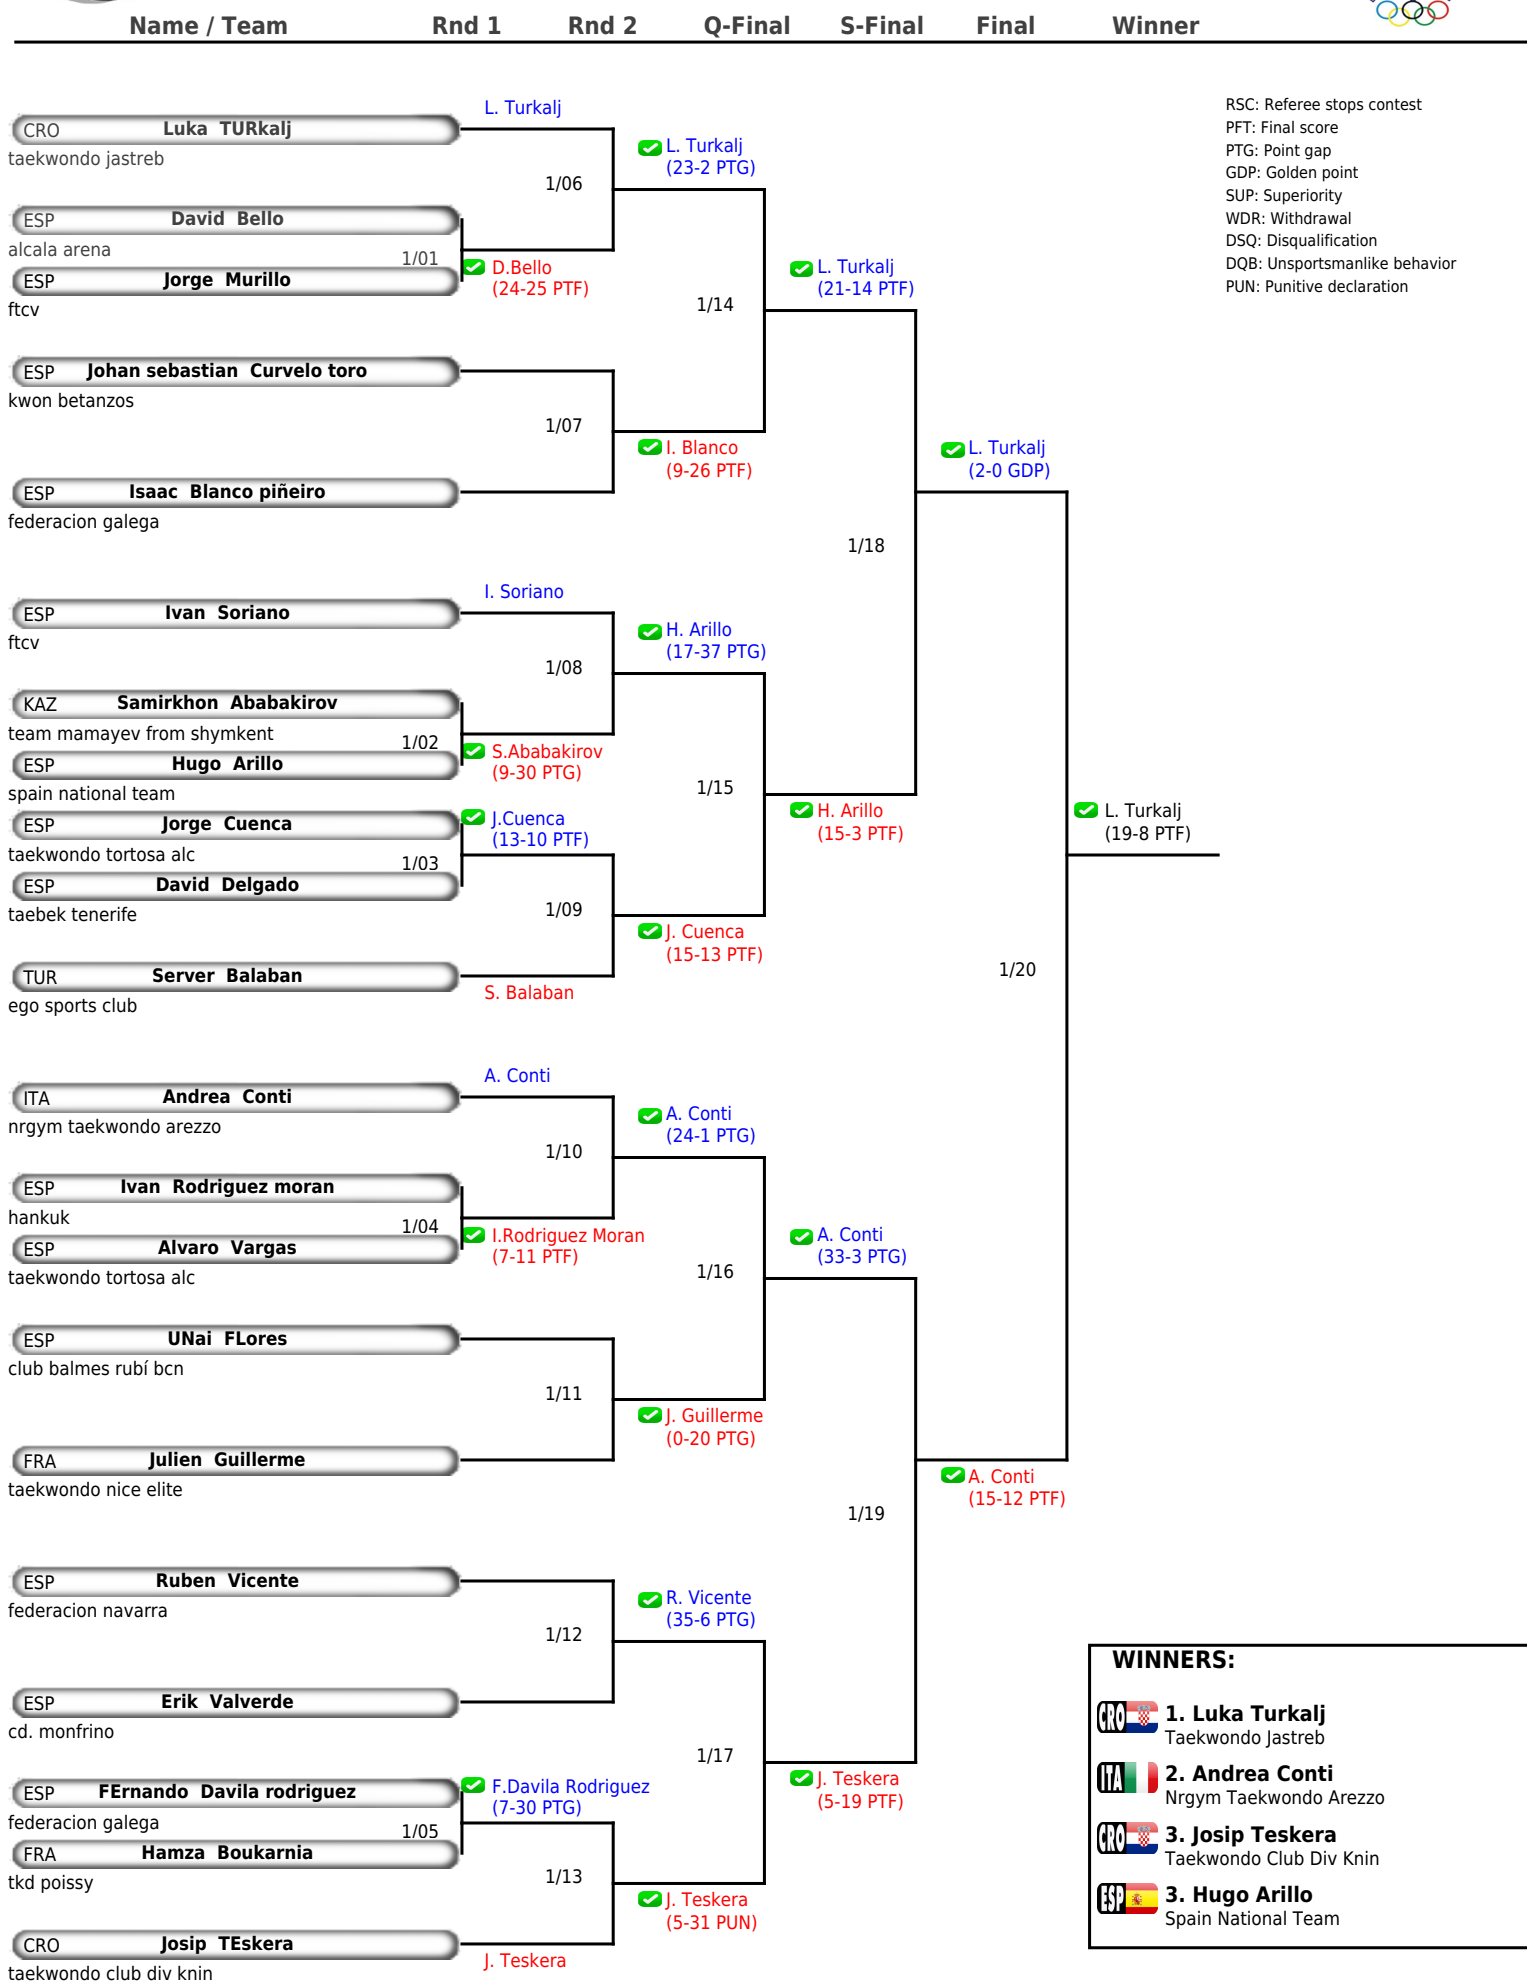 Name / Team Rnd 1 Rnd 2 Q-Final S-Final Final Winner
RSC: Referee stops contest
PFT: Final score
PTG: Point gap
GDP: Golden point
SUP: Superiority
WDR: Withdrawal
DSQ: Disqualification
DQB: Unsportsmanlike behavior
PUN: Punitive declaration
L. Turkalj
CRO Luka TURkalj
taekwondo jastreb
L. Turkalj
(23-2 PTG)
1/06
ESP David Bello
alcala arena
1/01
D.Bello
(24-25 PTF)
ESP Jorge Murillo
ftcv
L. Turkalj
(21-14 PTF)
1/14
ESP Johan sebastian Curvelo toro
kwon betanzos
1/07
I. Blanco
(9-26 PTF)
L. Turkalj
(2-0 GDP)
ESP Isaac Blanco piñeiro
federacion galega
1/18
I. Soriano
ESP Ivan Soriano
ftcv
H. Arillo
(17-37 PTG)
1/08
KAZ Samirkhon Ababakirov
team mamayev from shymkent
1/02
S.Ababakirov
(9-30 PTG)
ESP Hugo Arillo
spain national team
1/15
H. Arillo
(15-3 PTF)
L. Turkalj
(19-8 PTF)
ESP Jorge Cuenca
taekwondo tortosa alc
J.Cuenca
(13-10 PTF)
1/03
ESP David Delgado
taebek tenerife
1/09
J. Cuenca
(15-13 PTF)
TUR Server Balaban
ego sports club
S. Balaban
1/20
A. Conti
ITA Andrea Conti
nrgym taekwondo arezzo
A. Conti
(24-1 PTG)
1/10
ESP Ivan Rodriguez moran
hankuk
1/04
I.Rodriguez Moran
(7-11 PTF)
ESP Alvaro Vargas
taekwondo tortosa alc
A. Conti
(33-3 PTG)
1/16
ESP UNai FLores
club balmes rubí bcn
1/11
J. Guillerme
(0-20 PTG)
FRA Julien Guillerme
taekwondo nice elite
A. Conti
(15-12 PTF)
1/19
ESP Ruben Vicente
federacion navarra
R. Vicente
(35-6 PTG)
1/12
ESP Erik Valverde
cd. monfrino
1/17
J. Teskera
(5-19 PTF)
ESP FErnando Davila rodriguez
federacion galega
F.Davila Rodriguez
(7-30 PTG)
1/05
FRA Hamza Boukarnia
tkd poissy
1/13
J. Teskera
(5-31 PUN)
CRO Josip TEskera
taekwondo club div knin
J. Teskera
WINNERS:
CRO 1. Luka Turkalj
Taekwondo Jastreb
ITA 2. Andrea Conti
Nrgym Taekwondo Arezzo
CRO 3. Josip Teskera
Taekwondo Club Div Knin
ESP 3. Hugo Arillo
Spain National Team